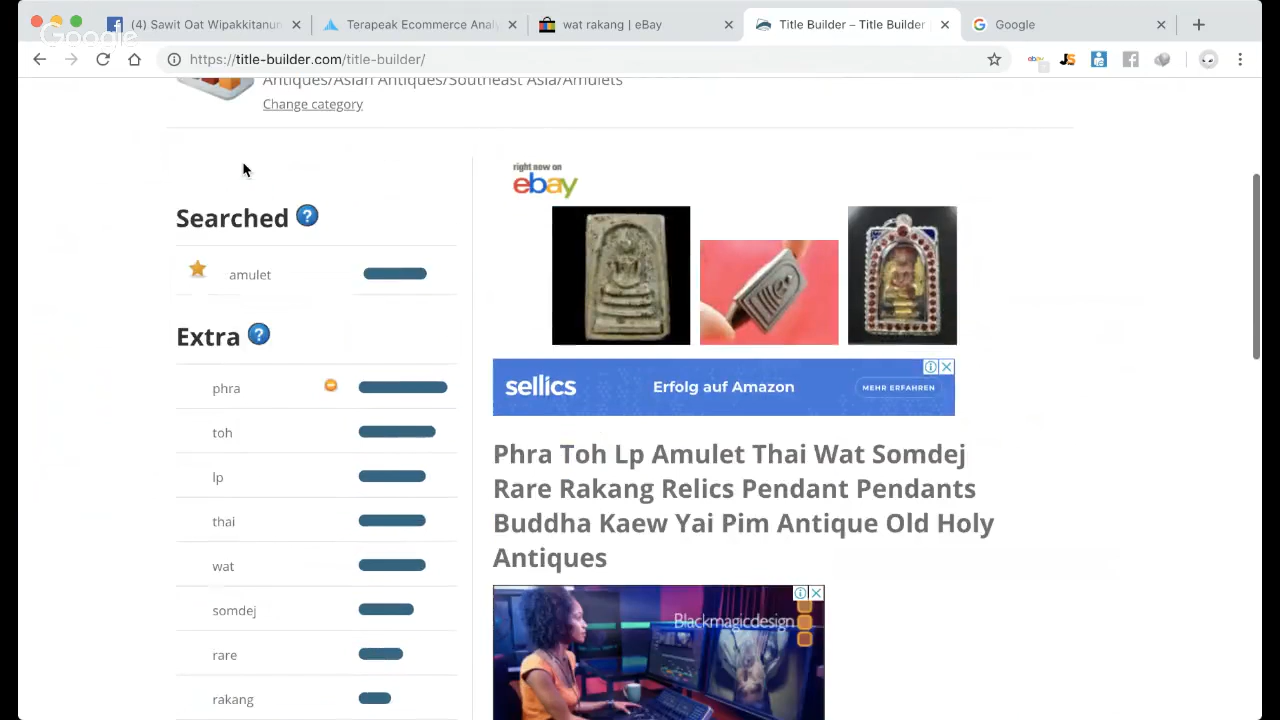 (4) Sawit Oat Wipakkitanun
Terapeak Ecommerce Anal
wat rakang | eBay
Title Builder – Title Builder
Google
Google
https://title-builder.com/title-builder/
ebay
JS
Antiques/Asian Antiques/Southeast Asia/Amulets
Change category
right now on
ebay
Searched ?
amulet
Extra ?
phra
toh
lp
thai
wat
somdej
rare
rakang
sellics
Erfolg auf Amazon
MEHR ERFAHREN
Phra Toh Lp Amulet Thai Wat Somdej
Rare Rakang Relics Pendant Pendants
Buddha Kaew Yai Pim Antique Old Holy
Antiques
Blackmagicdesign